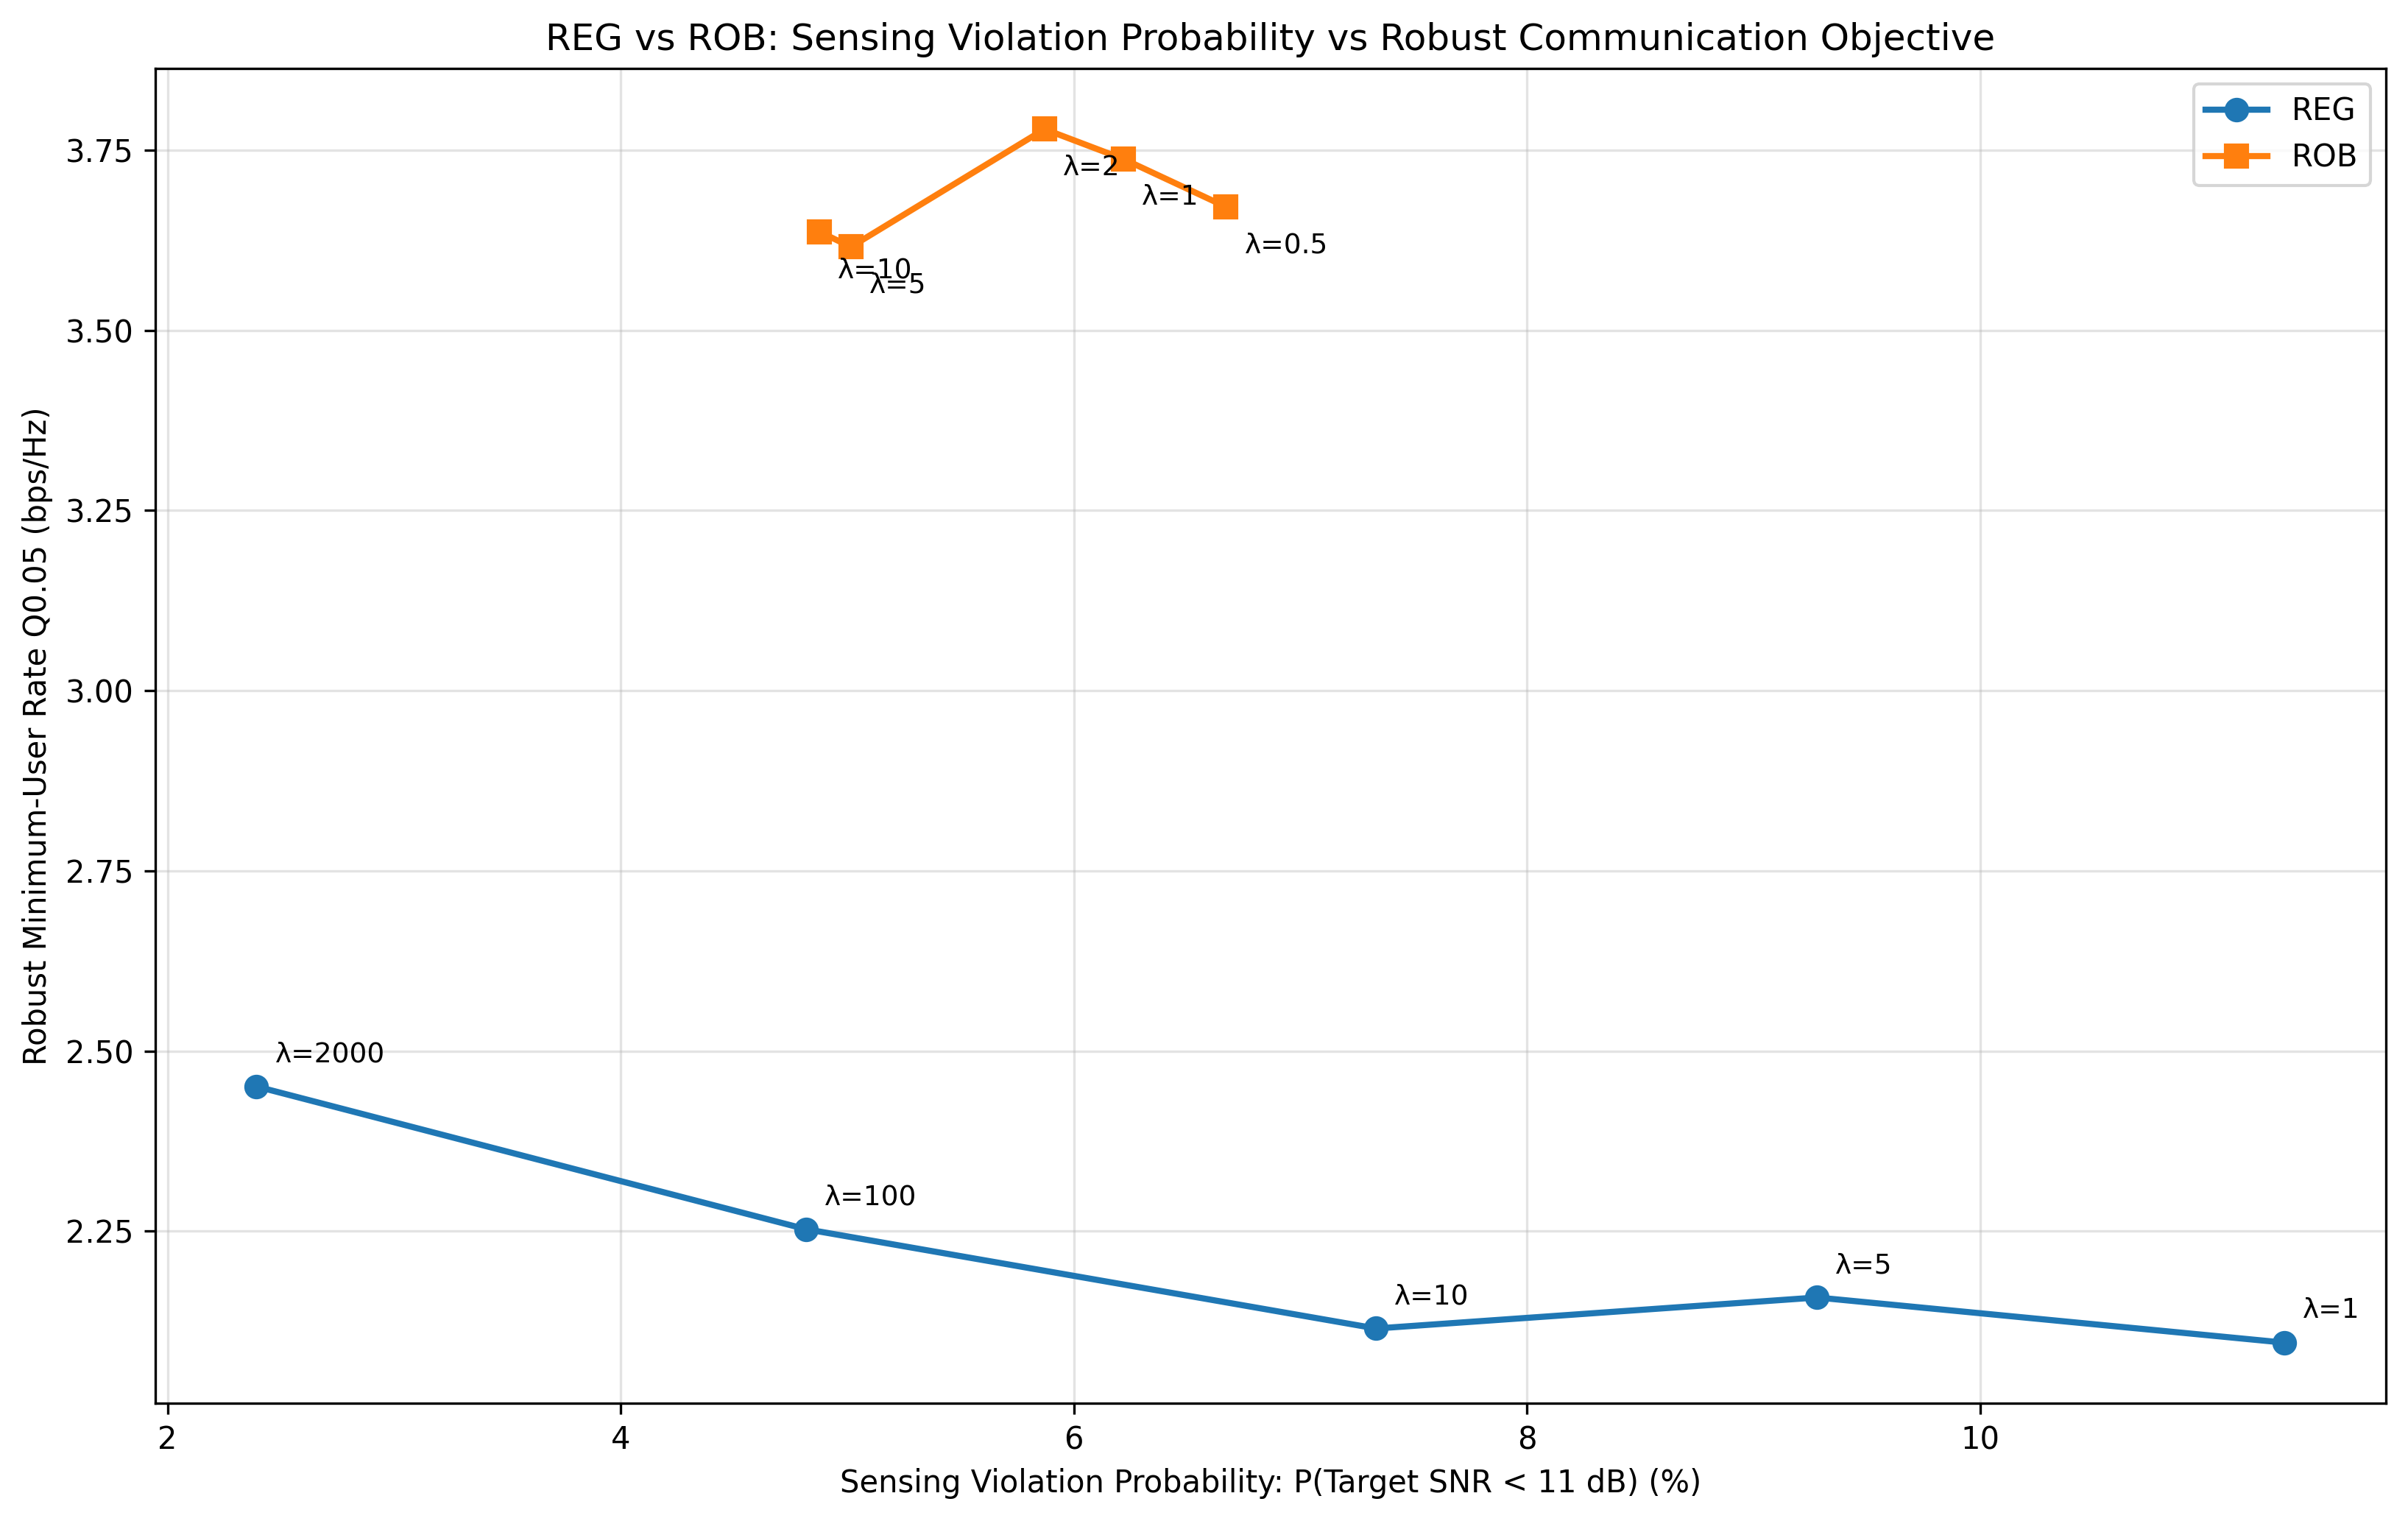 REG vs ROB: Sensing Violation Probability vs Robust Communication Objective
REG
ROB
3.75
3.50
3.25
3.00
2.75
2.50
2.25
Robust Minimum-User Rate Q0.05 (bps/Hz)
λ=2
λ=1
λ=0.5
λ=10
λ=5
λ=2000
λ=100
λ=10
λ=5
λ=1
2
4
6
8
10
Sensing Violation Probability: P(Target SNR < 11 dB) (%)